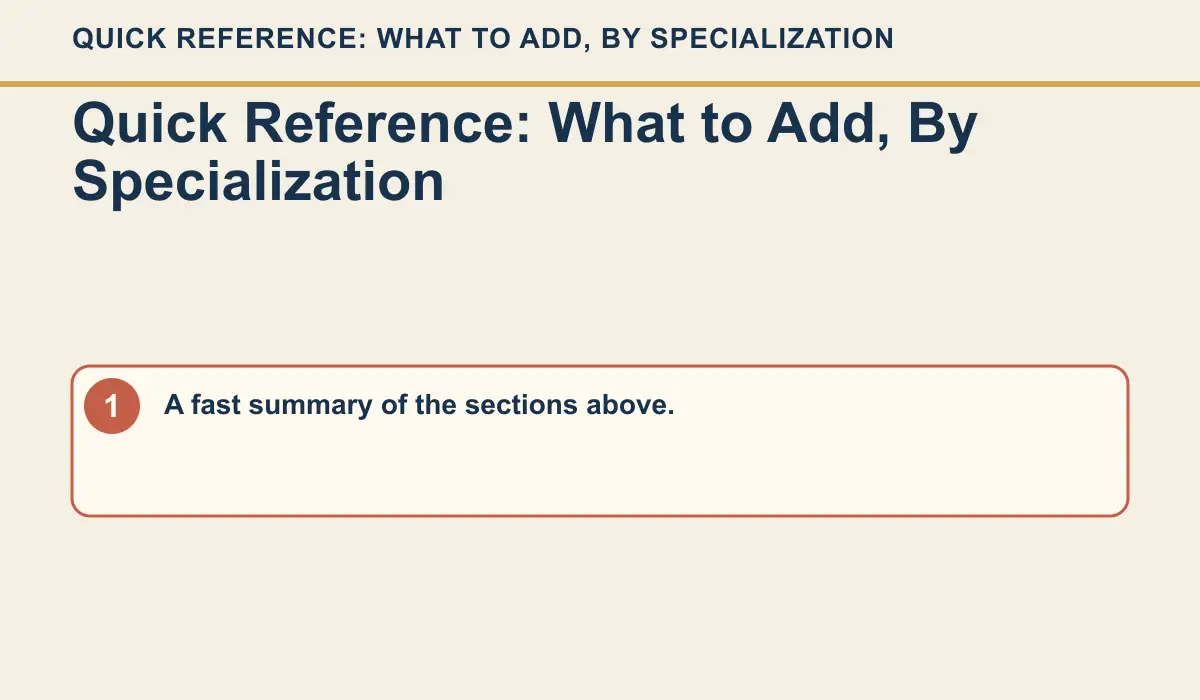 QUICK REFERENCE: WHAT TO ADD, BY SPECIALIZATION
Quick Reference: What to Add, By
Specialization
1
A fast summary of the sections above.